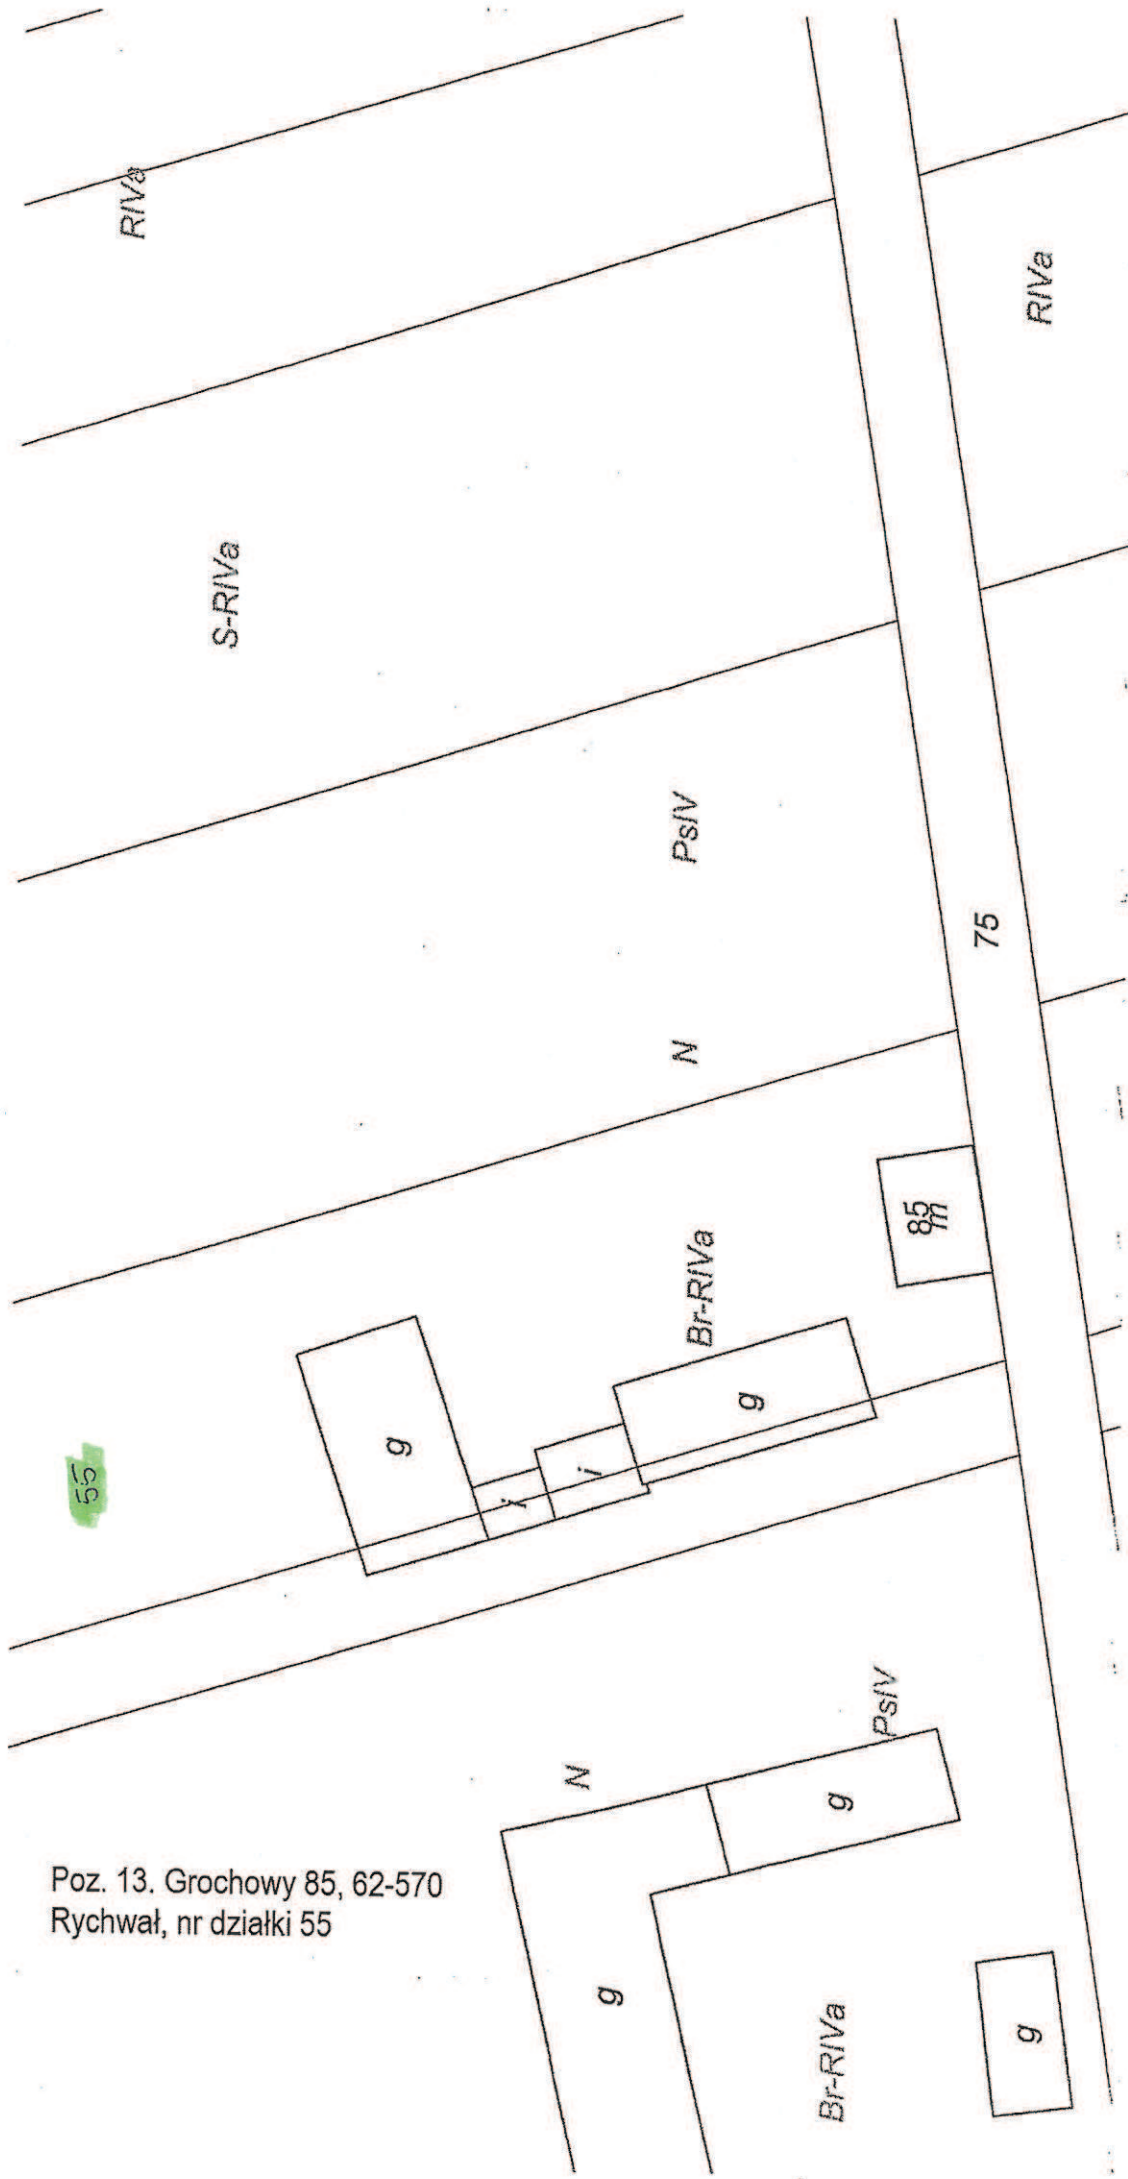 RIVa
RIVa
S-RIVa
PsIV
75
N
85
m
Br-RIVa
g
g
i
i
55
PsIV
N
g
Poz. 13. Grochowy 85, 62-570
Rychwał, nr działki 55
g
Br-RIVa
g